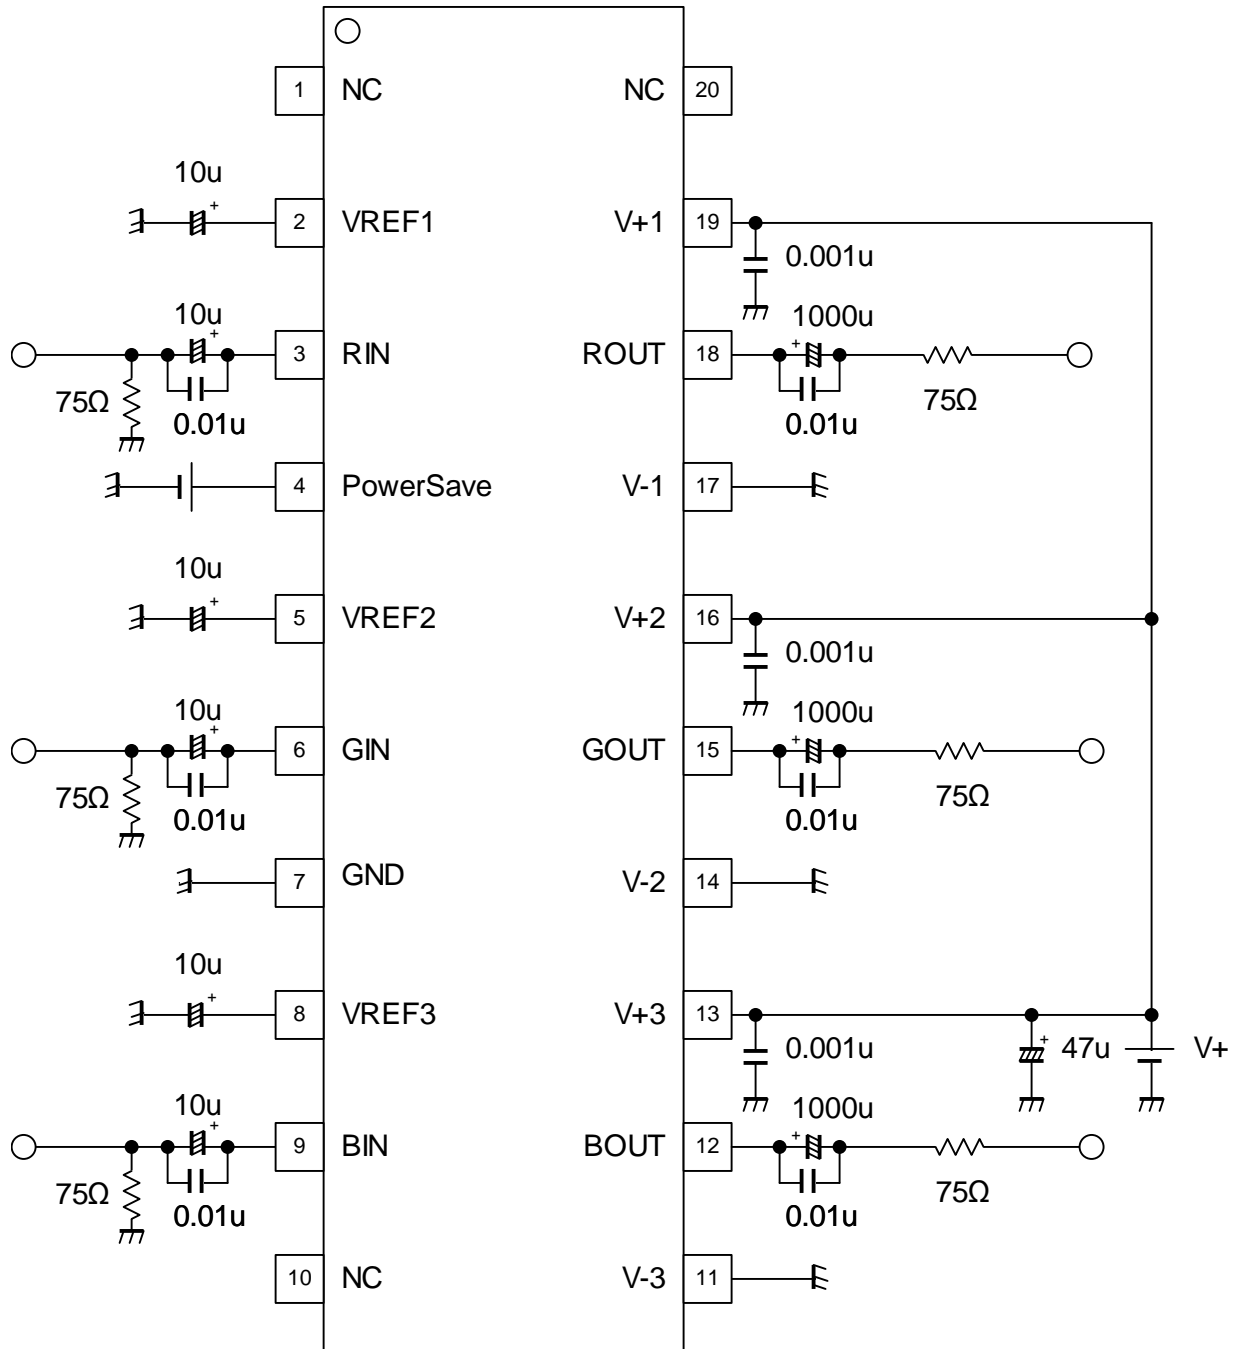 1 NC NC 20
10u
+
2 VREF1 V+1 19
0.001u
10u 1000u
+ +
3 RIN ROUT 18
75Ω 0.01u 0.01u 75Ω
4 PowerSave V-1 17
10u
+
5 VREF2 V+2 16
0.001u
10u 1000u
+ +
6 GIN GOUT 15
75Ω 0.01u 0.01u 75Ω
7 GND V-2 14
10u
+
8 VREF3 V+3 13
0.001u + 47u V+
10u 1000u
+ +
9 BIN BOUT 12
75Ω 0.01u 0.01u 75Ω
10 NC V-3 11